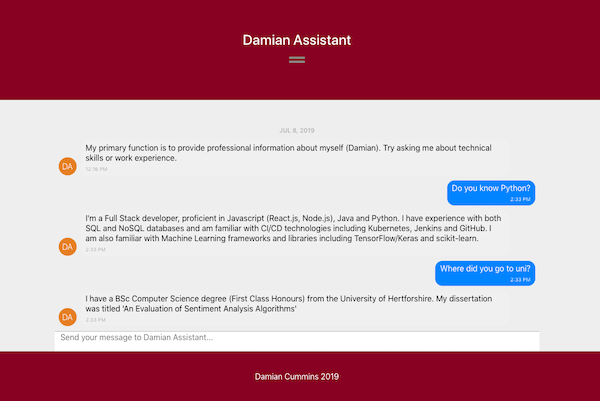 Damian Assistant
JUL 8, 2019
My primary function is to provide professional information about myself (Damian). Try asking me about technical
skills or work experience.
DA
12:16 PM
Do you know Python?
2:33 PM
I'm a Full Stack developer, proficient in Javascript (React.js, Node.js), Java and Python. I have experience with both
SQL and NoSQL databases and am familiar with CI/CD technologies including Kubernetes, Jenkins and GitHub. I
am also familiar with Machine Learning frameworks and libraries including TensorFlow/Keras and scikit-learn.
DA
2:33 PM
Where did you go to uni?
2:33 PM
I have a BSc Computer Science degree (First Class Honours) from the University of Hertforshire. My dissertation
was titled 'An Evaluation of Sentiment Analysis Algorithms'
DA
2:33 PM
Send your message to Damian Assistant...
Damian Cummins 2019